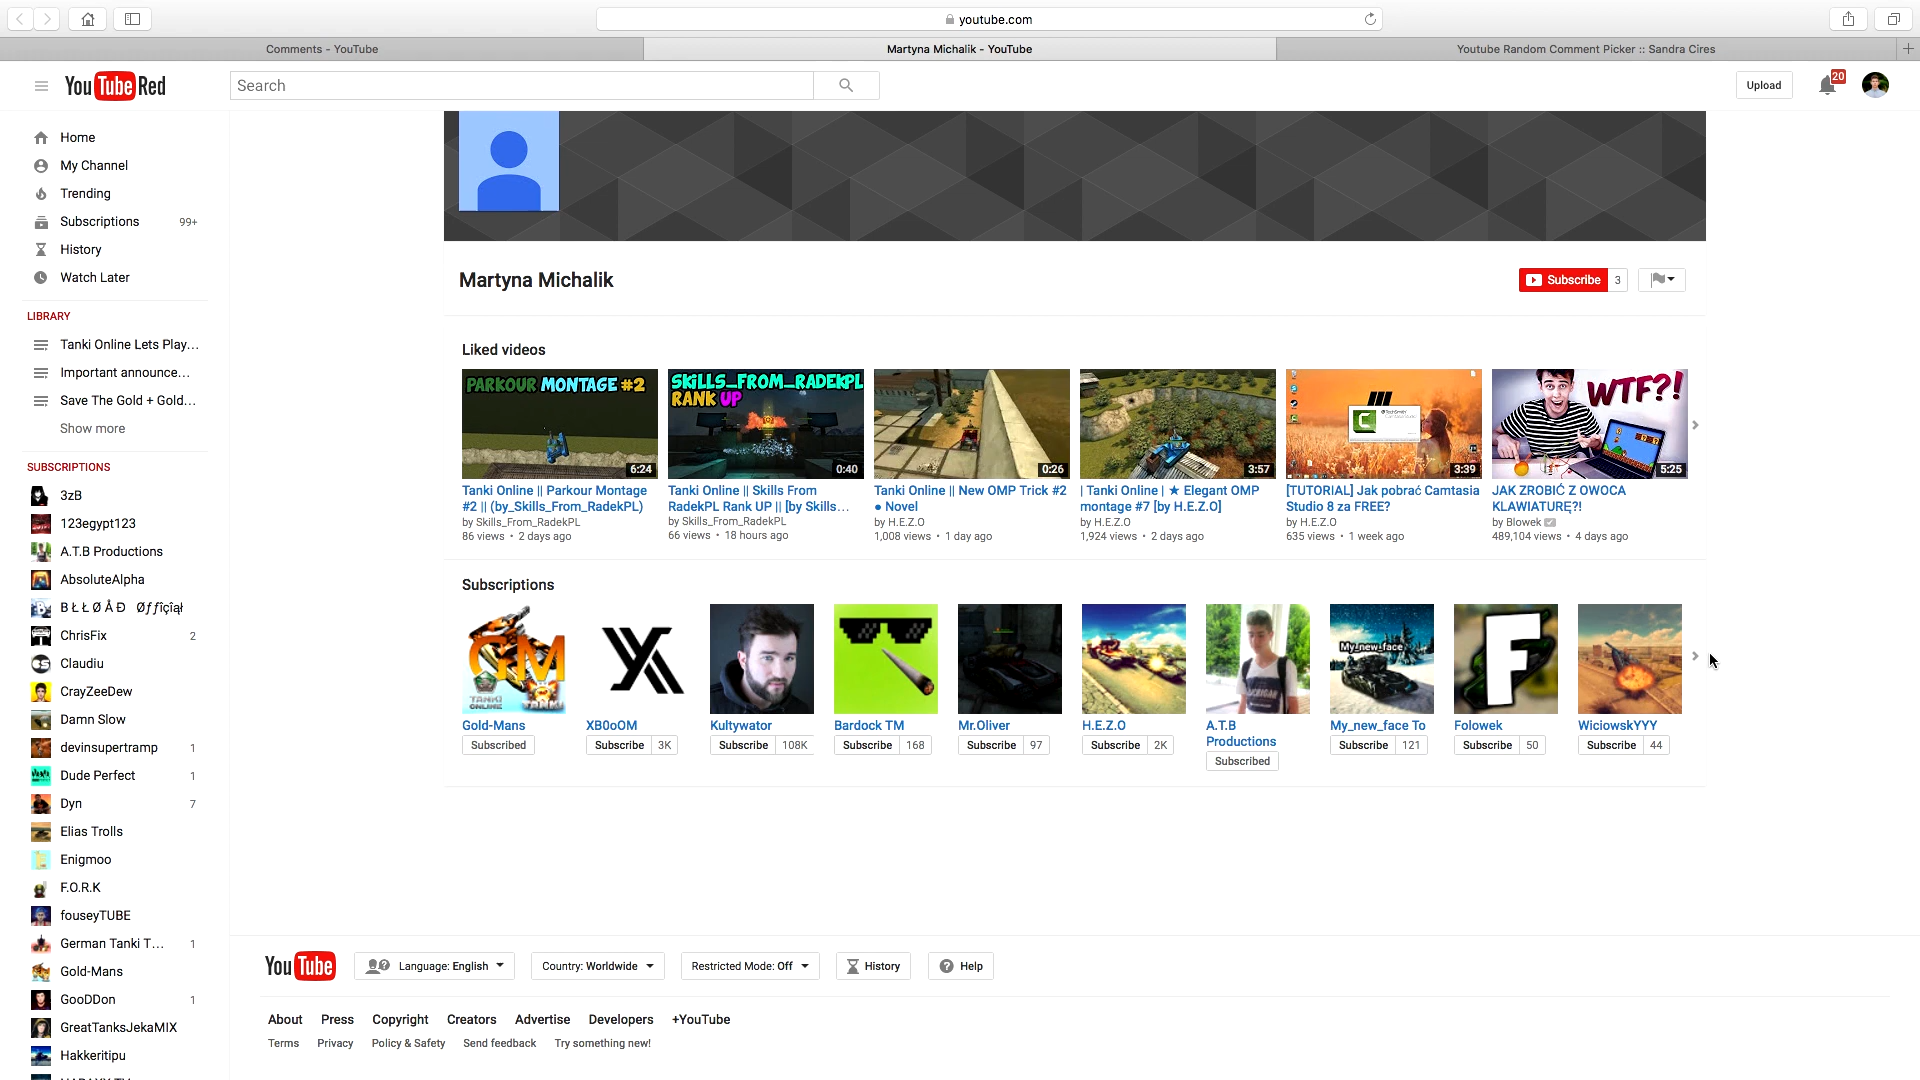 youtube.com
Comments - YouTube
Martyna Michalik - YouTube
Youtube Random Comment Picker :: Sandra Cires
YouTube Red
Search
Upload
20
Home
My Channel
Trending
Subscriptions 99+
History
Watch Later
LIBRARY
Tanki Online Lets Play...
Important announce...
Save The Gold + Gold...
Show more
SUBSCRIPTIONS
3zB
123egypt123
A.T.B Productions
AbsoluteAlpha
B Ł Ł Ø Å Ð Øƒƒîçîął
ChrisFix 2
Claudiu
CrayZeeDew
Damn Slow
devinsupertramp 1
Dude Perfect 1
Dyn 7
Elias Trolls
Enigmoo
F.O.R.K
fouseyTUBE
German Tanki T... 1
Gold-Mans
GooDDon 1
GreatTanksJekaMIX
Hakkeritipu
Martyna Michalik
Subscribe 3
Liked videos
PARKOUR MONTAGE #2
6:24
Tanki Online || Parkour Montage
#2 || (by_Skills_From_RadekPL)
by Skills_From_RadekPL
86 views • 2 days ago
SKILLS_FROM_RADEKPL
RANK UP
0:40
Tanki Online || Skills From
RadekPL Rank UP || [by Skills...
by Skills_From_RadekPL
66 views • 18 hours ago
0:26
Tanki Online || New OMP Trick #2
● Novel
by H.E.Z.O
1,008 views • 1 day ago
3:57
| Tanki Online | ★ Elegant OMP
montage #7 [by H.E.Z.O]
by H.E.Z.O
1,924 views • 2 days ago
3:39
[TUTORIAL] Jak pobrać Camtasia
Studio 8 za FREE?
by H.E.Z.O
635 views • 1 week ago
WTF?!
5:25
JAK ZROBIĆ Z OWOCA
KLAWIATURĘ?!
by Blowek
489,104 views • 4 days ago
Subscriptions
GM
TANKI
ONLINE
TANKI
Gold-Mans
Subscribed
XB0oOM
Subscribe 3K
Kultywator
Subscribe 108K
Bardock TM
Subscribe 168
Mr.Oliver
Subscribe 97
H.E.Z.O
Subscribe 2K
A.T.B
Productions
Subscribed
My_new_face
My_new_face To
Subscribe 121
F
Folowek
Subscribe 50
WiciowskYYY
Subscribe 44
YouTube
Language: English
Country: Worldwide
Restricted Mode: Off
History
Help
About Press Copyright Creators Advertise Developers +YouTube
Terms Privacy Policy & Safety Send feedback Try something new!